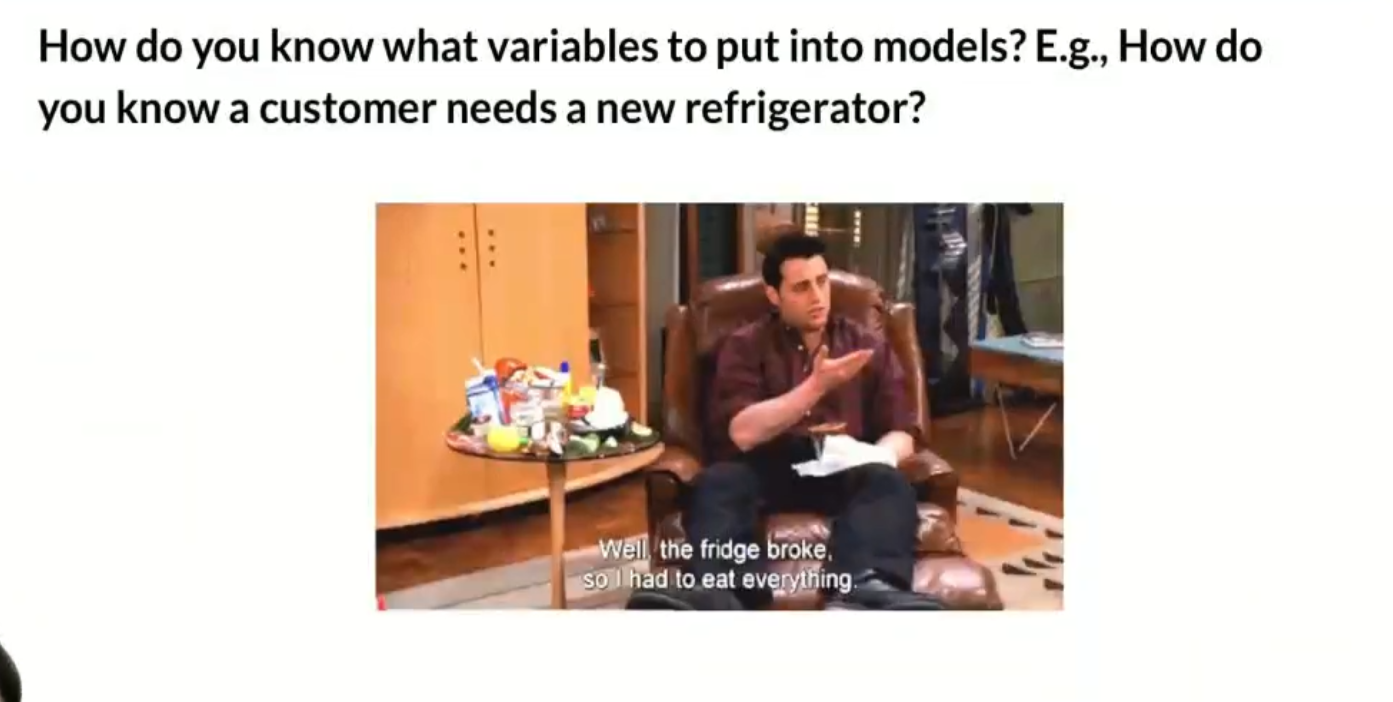 How do you know what variables to put into models? E.g., How do
you know a customer needs a new refrigerator?
Well, the fridge broke,
so I had to eat everything.